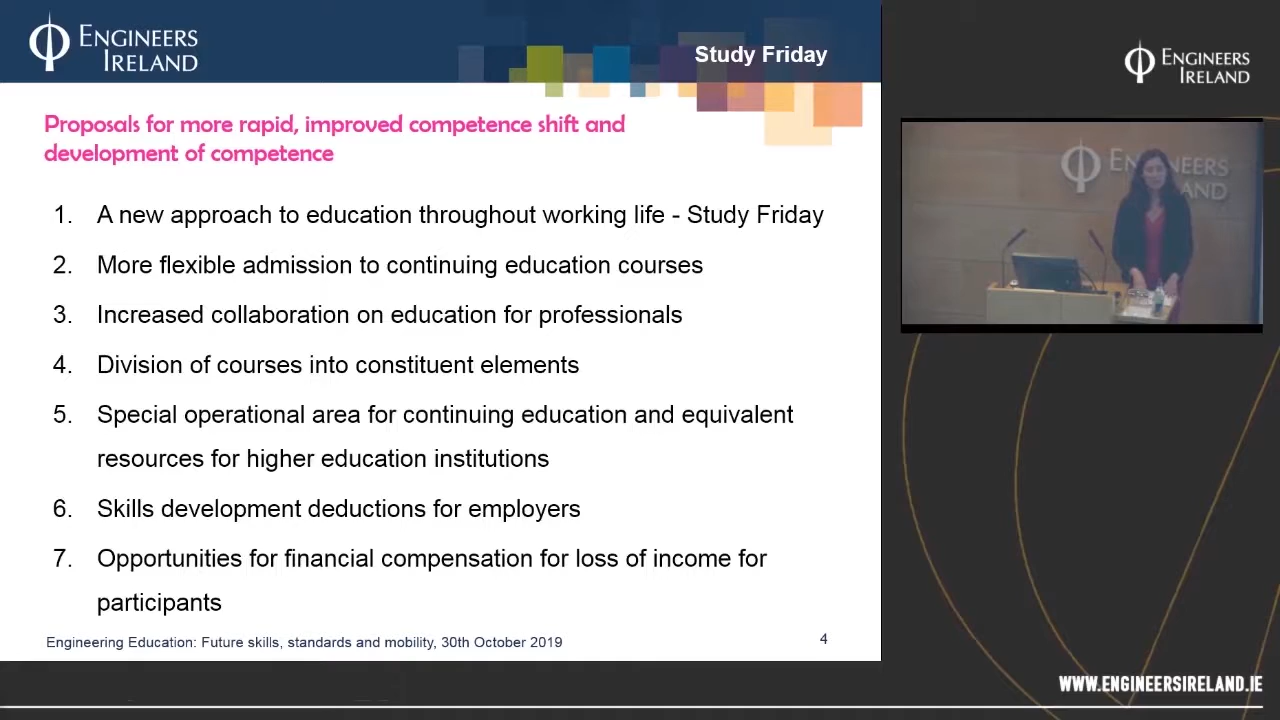 ENGINEERS
IRELAND
Study Friday
Proposals for more rapid, improved competence shift and
development of competence
1. A new approach to education throughout working life - Study Friday
2. More flexible admission to continuing education courses
3. Increased collaboration on education for professionals
4. Division of courses into constituent elements
5. Special operational area for continuing education and equivalent
resources for higher education institutions
6. Skills development deductions for employers
7. Opportunities for financial compensation for loss of income for
participants
Engineering Education: Future skills, standards and mobility, 30th October 2019
4
ENGINEERS
IRELAND
WWW.ENGINEERSIRELAND.IE